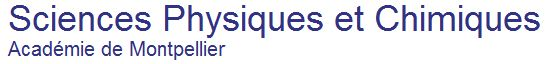 Sciences Physiques et Chimiques
Académie de Montpellier